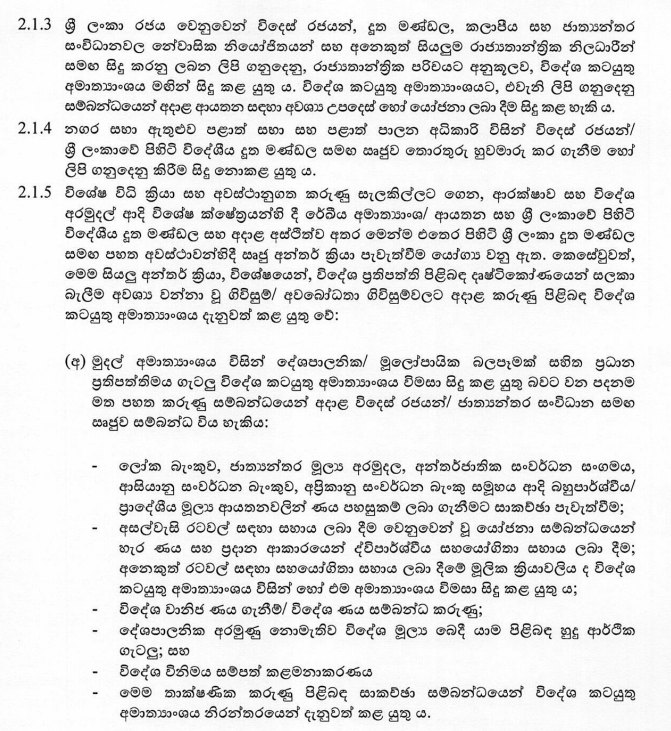 2.1.3 ශ්‍රී ලංකා රජය වෙනුවෙන් විදෙස් රජයන්, දූත මණ්ඩල, කලාපීය සහ ජාත්‍යන්තර
සංවිධානවල නේවාසික නියෝජිතයන් සහ අනෙකුත් සියලුම රාජ්‍යතාන්ත්‍රික නිලධාරීන්
සමඟ සිදු කරනු ලබන ලිපි ගනුදෙනු, රාජ්‍යතාන්ත්‍රික පරිචයට අනුකූලව, විදේශ කටයුතු
අමාත්‍යාංශය මඟින් සිදු කළ යුතු ය. විදේශ කටයුතු අමාත්‍යාංශයට, එවැනි ලිපි ගනුදෙනු
සම්බන්ධයෙන් අදාළ ආයතන සඳහා අවශ්‍ය උපදෙස් හෝ යෝජනා ලබා දීම සිදු කළ හැකි ය.
2.1.4 නගර සභා ඇතුළුව පළාත් සභා සහ පළාත් පාලන අධිකාරි විසින් විදෙස් රජයන්/
ශ්‍රී ලංකාවේ පිහිටි විදේශීය දූත මණ්ඩල සමඟ සෘජුව තොරතුරු හුවමාරු කර ගැනීම හෝ
ලිපි ගනුදෙනු කිරීම සිදු නොකළ යුතු ය.
2.1.5 විශේෂ විධි ක්‍රියා සහ අවස්ථානුගත කරුණු සැලකිල්ලට ගෙන, ආරක්ෂාව සහ විදේශ
අරමුදල් ආදි විශේෂ ක්ෂේත්‍රයන්හි දී රේඛීය අමාත්‍යාංශ/ ආයතන සහ ශ්‍රී ලංකාවේ පිහිටි
විදේශීය දූත මණ්ඩල සහ අදාළ අස්ථිත්ව අතර මෙන්ම එතෙර පිහිටි ශ්‍රී ලංකා දූත මණ්ඩල
සමඟ පහත අවස්ථාවන්හිදී සෘජු අන්තර් ක්‍රියා පැවැත්වීම යෝග්‍ය වනු ඇත. කෙසේවුවත්,
මෙම සියලු අන්තර් ක්‍රියා, විශේෂයෙන්, විදේශ ප්‍රතිපත්ති පිළිබඳ දෘෂ්ටිකෝණයෙන් සලකා
බැලීම අවශ්‍ය වන්නා වූ ගිවිසුම්/ අවබෝධතා ගිවිසුම්වලට අදාළ කරුණු පිළිබඳ විදේශ
කටයුතු අමාත්‍යාංශය දැනුවත් කළ යුතු වේ:
(අ) මුදල් අමාත්‍යාංශය විසින් දේශපාලනික/ මූලෝපායික බලපෑමක් සහිත ප්‍රධාන
ප්‍රතිපත්තිමය ගැටලු විදේශ කටයුතු අමාත්‍යාංශය විමසා සිදු කළ යුතු බවට වන පදනම
මත පහත කරුණු සම්බන්ධයෙන් අදාළ විදෙස් රජයන්/ ජාත්‍යන්තර සංවිධාන සමඟ
සෘජුව සම්බන්ධ විය හැකිය:
- ලෝක බැංකුව, ජාත්‍යන්තර මූල්‍ය අරමුදල, අන්තර්ජාතික සංවර්ධන සංගමය,
ආසියානු සංවර්ධන බැංකුව, අප්‍රිකානු සංවර්ධන බැංකු සමූහය ආදි බහුපාර්ශ්වීය/
ප්‍රාදේශීය මූල්‍ය ආයතනවලින් ණය පහසුකම් ලබා ගැනීමට සාකච්ඡා පැවැත්වීම;
- අසල්වැසි රටවල් සඳහා සහාය ලබා දීම වෙනුවෙන් වූ යෝජනා සම්බන්ධයෙන්
හැර ණය සහ ප්‍රදාන ආකාරයෙන් ද්විපාර්ශ්වීය සහයෝගිතා සහාය ලබා දීම;
අනෙකුත් රටවල් සඳහා සහයෝගිතා සහාය ලබා දීමේ මූලික ක්‍රියාවලිය ද විදේශ
කටයුතු අමාත්‍යාංශය විසින් හෝ එම අමාත්‍යාංශය විමසා සිදු කළ යුතු ය;
- විදේශ වානිජ ණය ගැනීම්/ විදේශ ණය සම්බන්ධ කරුණු;
- දේශපාලනික අරමුණු නොමැතිව විදේශ මූල්‍ය බෙදී යාම පිළිබඳ හුදු ආර්ථික
ගැටලු; සහ
- විදේශ විනිමය සම්පත් කළමනාකරණය
- මෙම තාක්ෂණික කරුණු පිළිබඳ සාකච්ඡා සම්බන්ධයෙන් විදේශ කටයුතු
අමාත්‍යාංශය නිරන්තරයෙන් දැනුවත් කළ යුතු ය.